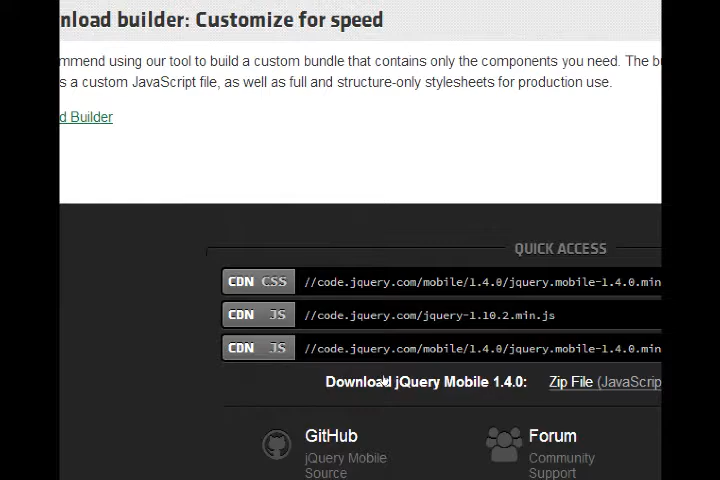 nload builder: Customize for speed
mmend using our tool to build a custom bundle that contains only the components you need. The bu
s a custom JavaScript file, as well as full and structure-only stylesheets for production use.
d Builder
QUICK ACCESS
CDN CSS //code.jquery.com/mobile/1.4.0/jquery.mobile-1.4.0.min
CDN JS //code.jquery.com/jquery-1.10.2.min.js
CDN JS //code.jquery.com/mobile/1.4.0/jquery.mobile-1.4.0.min
Download jQuery Mobile 1.4.0: Zip File (JavaScrip
GitHub Forum
jQuery Mobile Community
Source Support